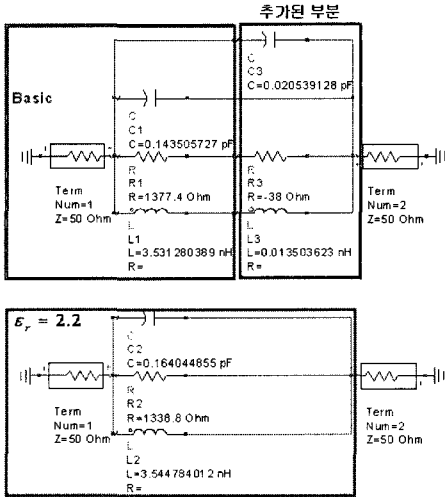 추가된 부분
C
C3
C=0.020539128 pF
Basic
C
C1
C=0.143505727 pF
Term
Num=1
Z=50 Ohm
R
R1
R=1377.4 Ohm
R
R3
R=-38 Ohm
Term
Num=2
Z=50 Ohm
L
L1
L=3.531280389 nH
R=
L
L3
L=0.013503623 nH
R=
εr = 2.2
C
C2
C=0.164044855 pF
Term
Num=1
Z=50 Ohm
R
R2
R=1338.8 Ohm
Term
Num=2
Z=50 Ohm
L
L2
L=3.544784012 nH
R=